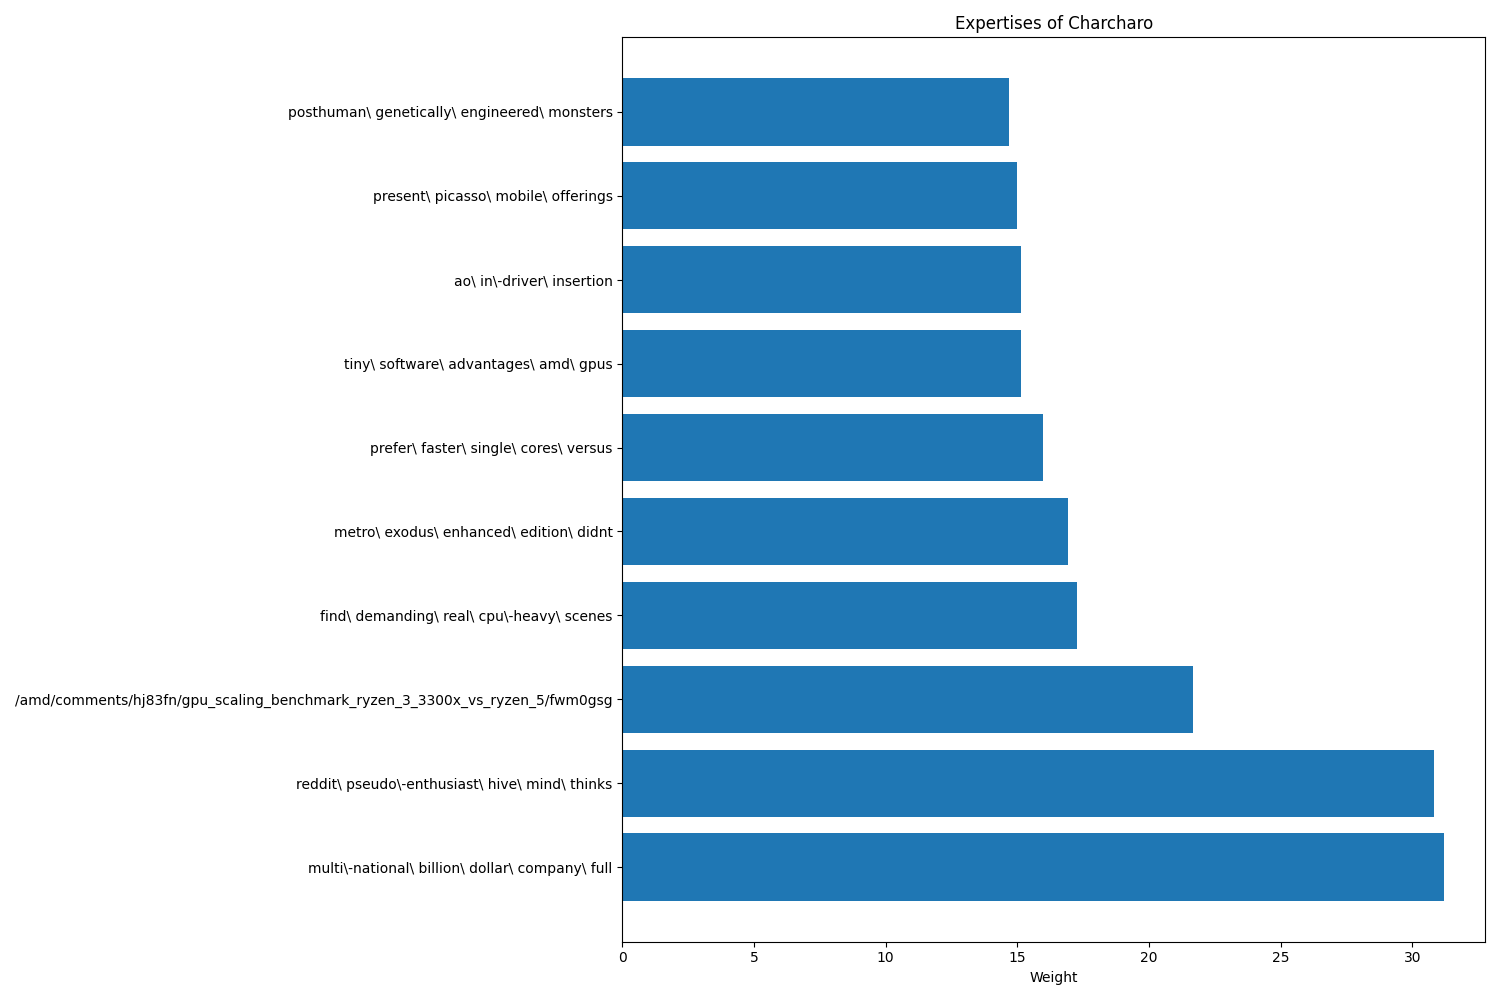 Expertises of Charcharo
posthuman\ genetically\ engineered\ monsters
present\ picasso\ mobile\ offerings
ao\ in\-driver\ insertion
tiny\ software\ advantages\ amd\ gpus
prefer\ faster\ single\ cores\ versus
metro\ exodus\ enhanced\ edition\ didnt
find\ demanding\ real\ cpu\-heavy\ scenes
/amd/comments/hj83fn/gpu_scaling_benchmark_ryzen_3_3300x_vs_ryzen_5/fwm0gsg
reddit\ pseudo\-enthusiast\ hive\ mind\ thinks
multi\-national\ billion\ dollar\ company\ full
0 5 10 15 20 25 30
Weight